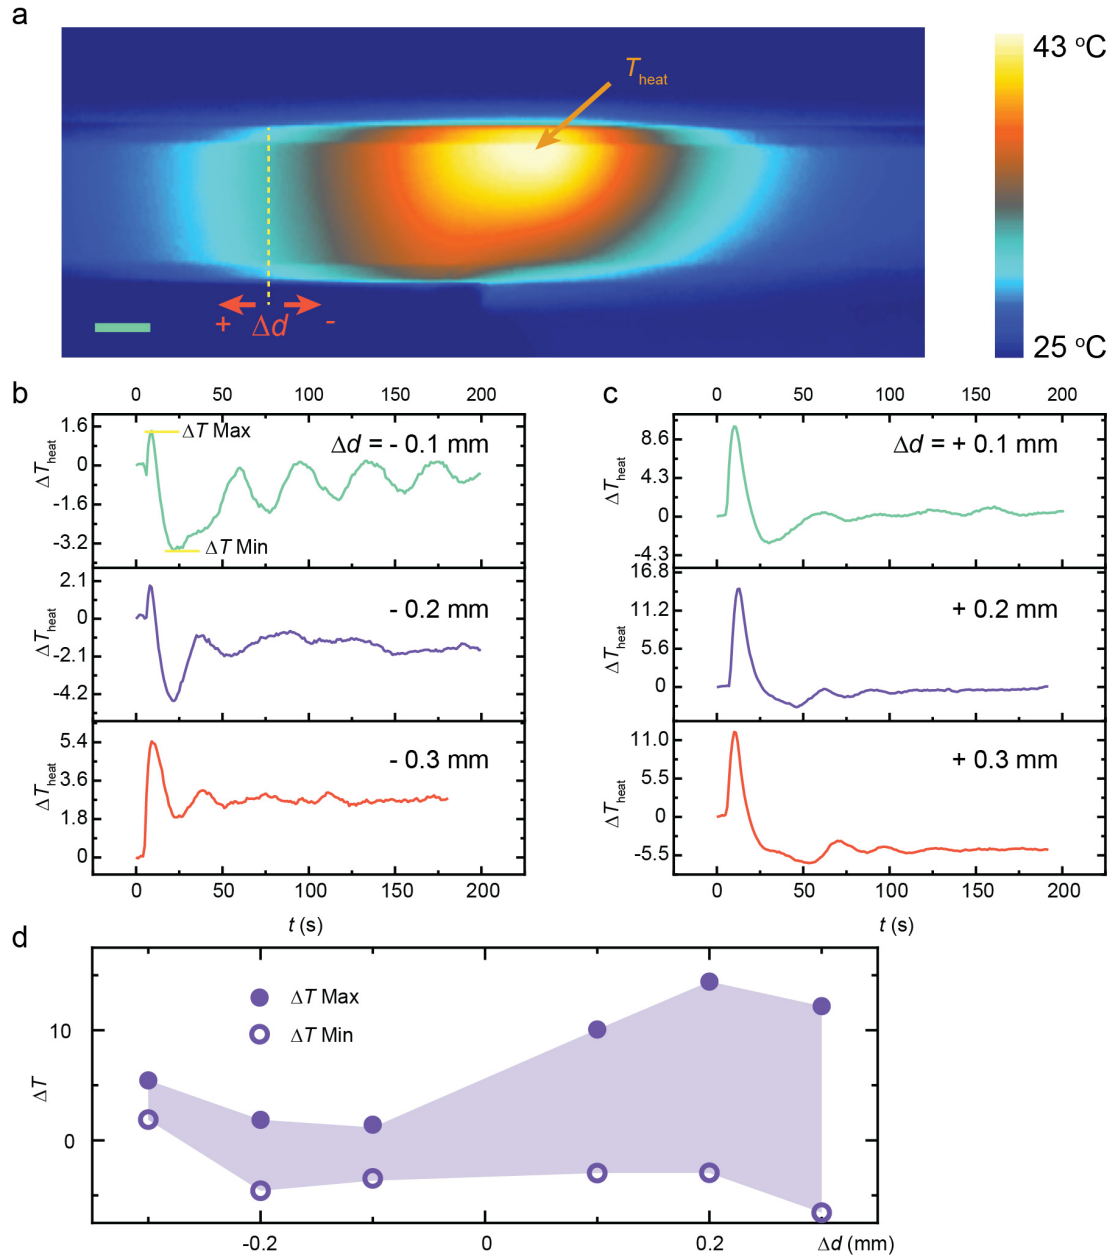 a
T heat
43 °C
25 °C
+ Δd -
b
0 50 100 150 200
ΔT heat
1.6
0
-1.6
-3.2
ΔT Max
ΔT Min
Δd = - 0.1 mm
ΔT heat
2.1
0
-2.1
-4.2
- 0.2 mm
ΔT heat
5.4
3.6
1.8
0
- 0.3 mm
0 50 100 150 200
t (s)
c
0 50 100 150 200
ΔT heat
8.6
4.3
0
-4.3
Δd = + 0.1 mm
ΔT heat
16.8
11.2
5.6
0
+ 0.2 mm
ΔT heat
11.0
5.5
0
-5.5
+ 0.3 mm
0 50 100 150 200
t (s)
d
ΔT
10
0
ΔT Max
ΔT Min
-0.2 0 0.2 Δd (mm)